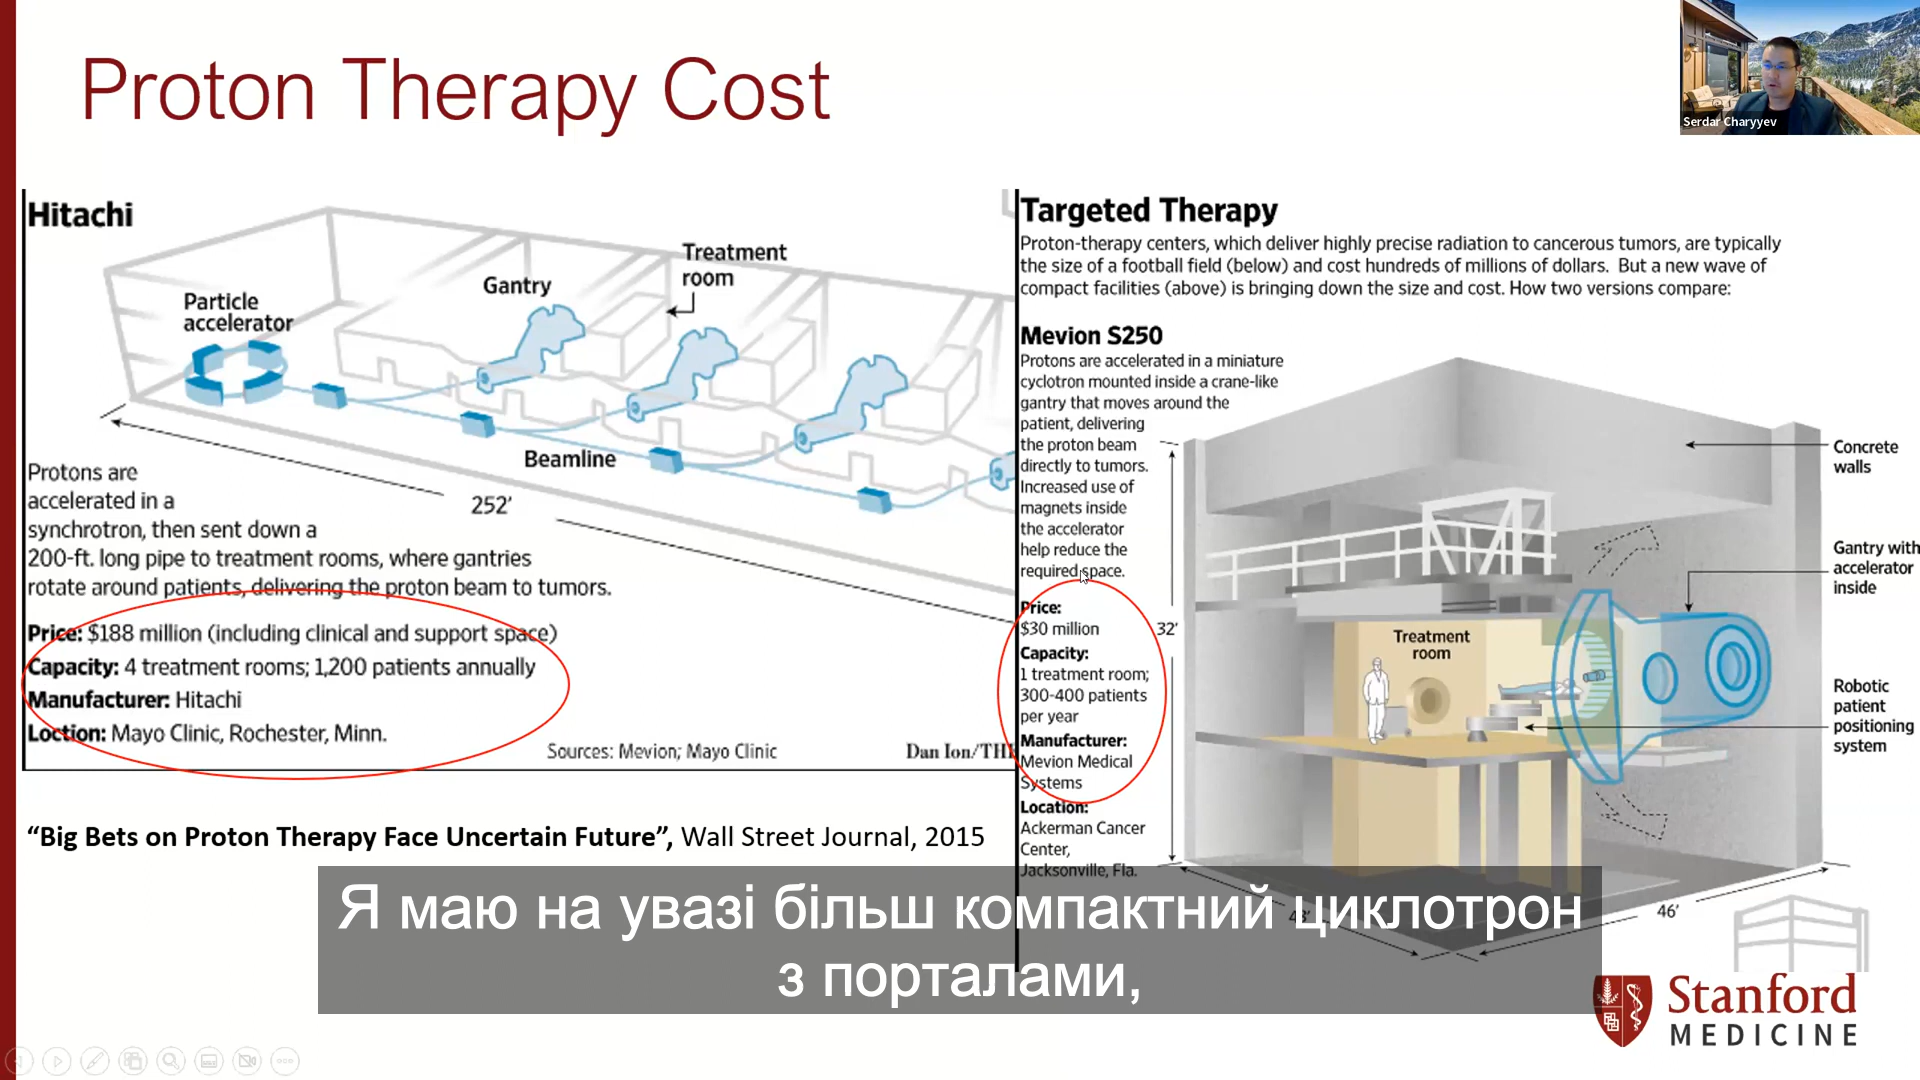 Proton Therapy Cost
Serdar Charyyev
Hitachi
Particle
accelerator
Gantry
Treatment
room
Beamline
252’
Protons are
accelerated in a
synchrotron, then sent down a
200-ft. long pipe to treatment rooms, where gantries
rotate around patients, delivering the proton beam to tumors.
Price: $188 million (including clinical and support space)
Capacity: 4 treatment rooms; 1,200 patients annually
Manufacturer: Hitachi
Loction: Mayo Clinic, Rochester, Minn.
Sources: Mevion; Mayo Clinic
Dan Ion/TH
“Big Bets on Proton Therapy Face Uncertain Future”, Wall Street Journal, 2015
Targeted Therapy
Proton-therapy centers, which deliver highly precise radiation to cancerous tumors, are typically
the size of a football field (below) and cost hundreds of millions of dollars. But a new wave of
compact facilities (above) is bringing down the size and cost. How two versions compare:
Mevion S250
Protons are accelerated in a miniature
cyclotron mounted inside a crane-like
gantry that moves around the
patient, delivering
the proton beam
directly to tumors.
Increased use of
magnets inside
the accelerator
help reduce the
required space.
Price:
$30 million
Capacity:
1 treatment room;
300-400 patients
per year
Manufacturer:
Mevion Medical
Systems
Location:
Ackerman Cancer
Center,
Jacksonville, Fla.
32’
Treatment
room
Concrete
walls
Gantry with
accelerator
inside
Robotic
patient
positioning
system
46’
Я маю на увазі більш компактний циклотрон
з порталами,
Stanford
MEDICINE